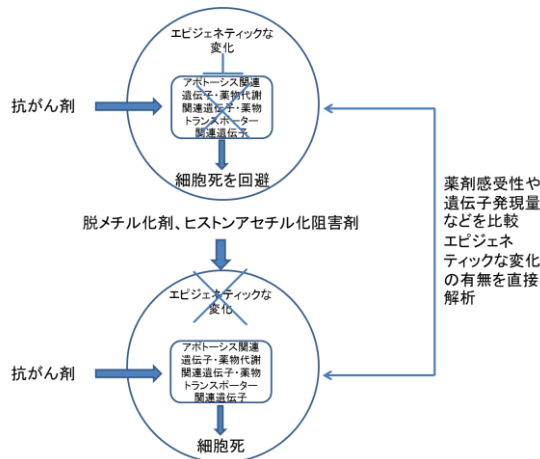 エピジェネティックな
変化
アポトーシス関連
遺伝子・薬物代謝
関連遺伝子・薬物
トランスポーター
関連遺伝子
抗がん剤
細胞死を回避
脱メチル化剤、ヒストンアセチル化阻害剤
薬剤感受性や
遺伝子発現量
などを比較
エピジェネ
ティックな変化
の有無を直接
解析
エピジェネティックな
変化
アポトーシス関連
遺伝子・薬物代謝
関連遺伝子・薬物
トランスポーター
関連遺伝子
抗がん剤
細胞死